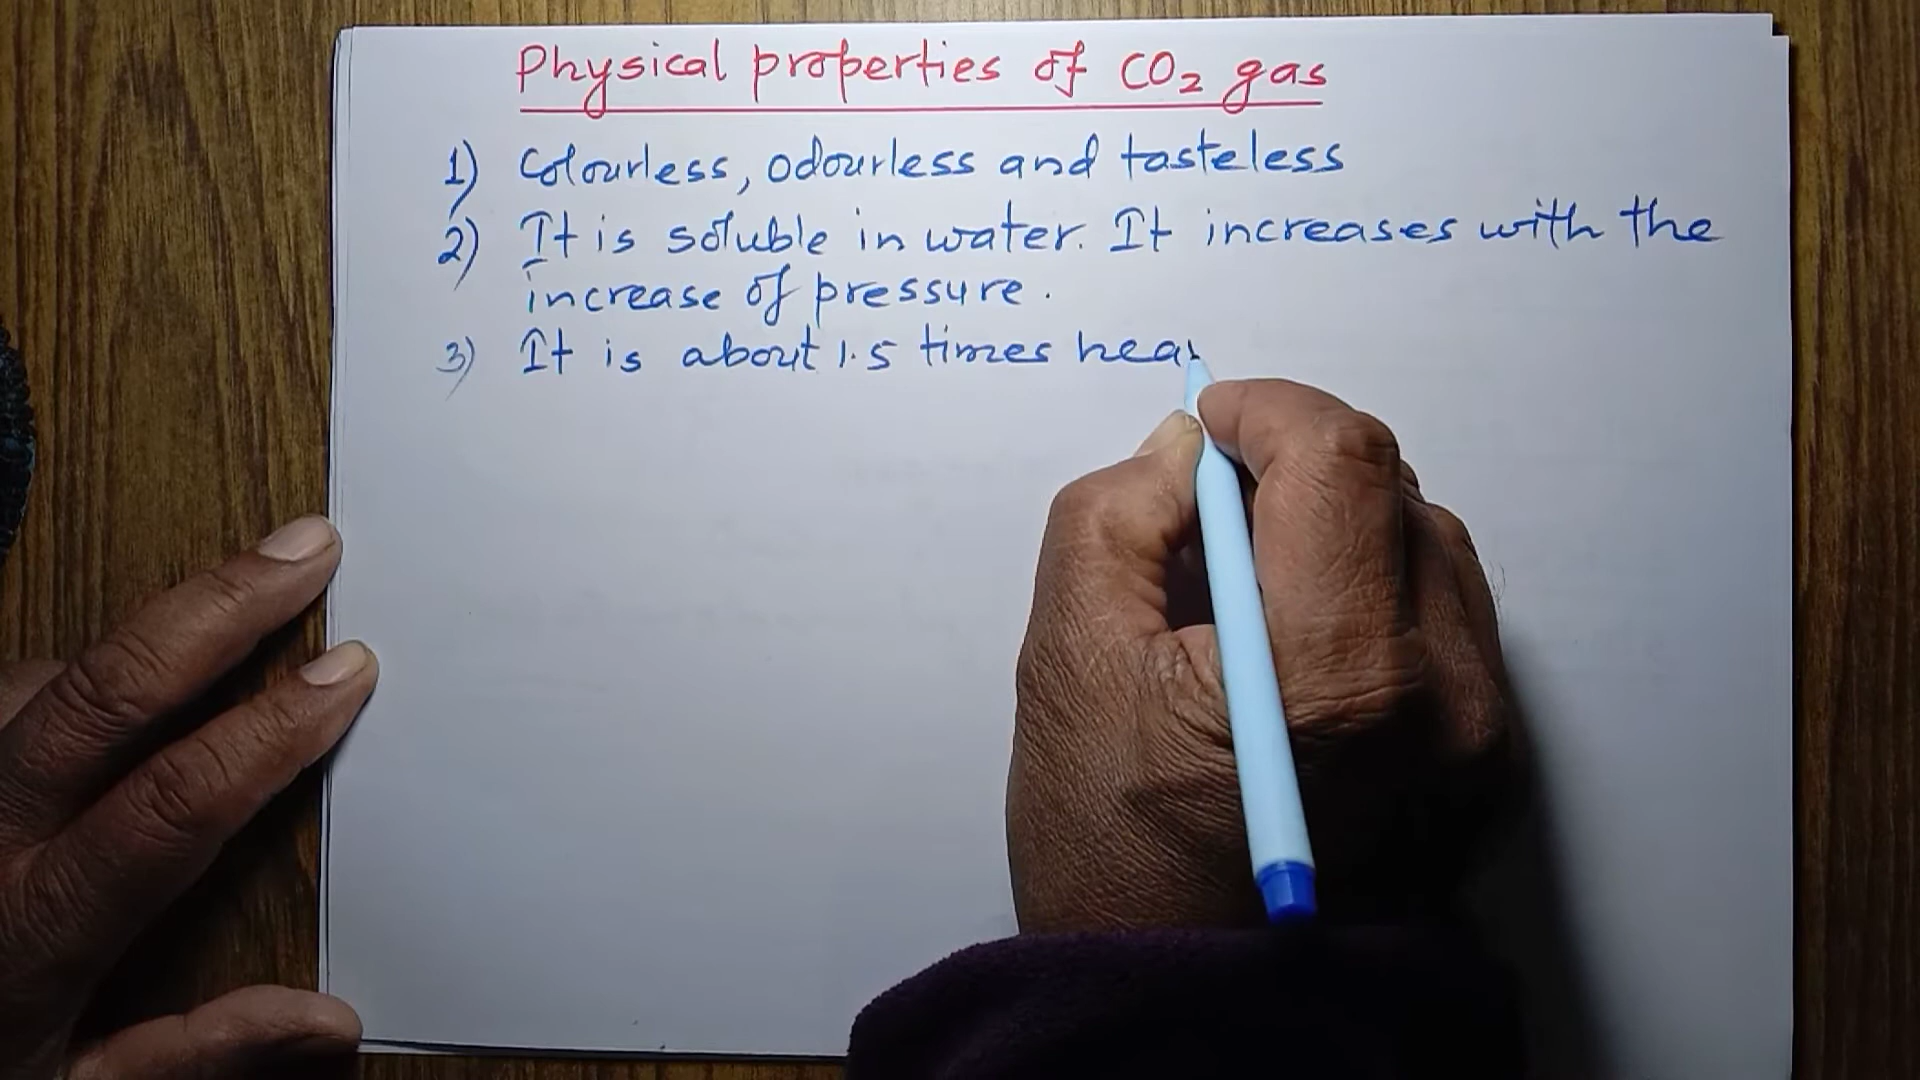 Physical properties of CO₂ gas
1) Colourless, odourless and tasteless
2) It is soluble in water. It increases with the
increase of pressure.
3) It is about 1.5 times hea